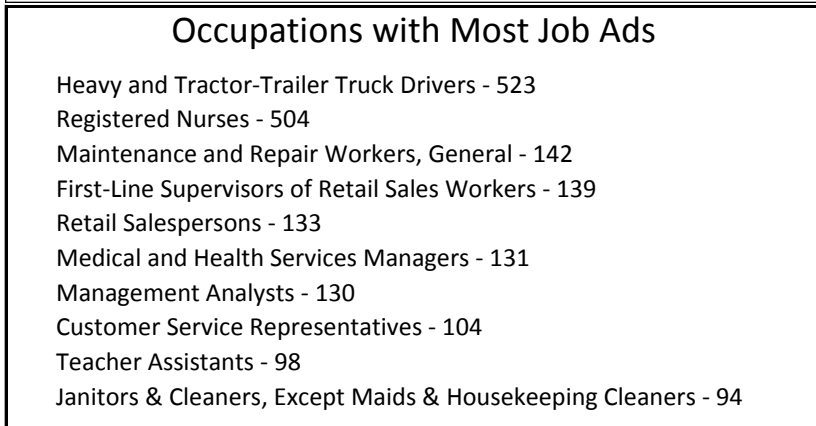 Occupations with Most Job Ads
Heavy and Tractor-Trailer Truck Drivers - 523
Registered Nurses - 504
Maintenance and Repair Workers, General - 142
First-Line Supervisors of Retail Sales Workers - 139
Retail Salespersons - 133
Medical and Health Services Managers - 131
Management Analysts - 130
Customer Service Representatives - 104
Teacher Assistants - 98
Janitors & Cleaners, Except Maids & Housekeeping Cleaners - 94